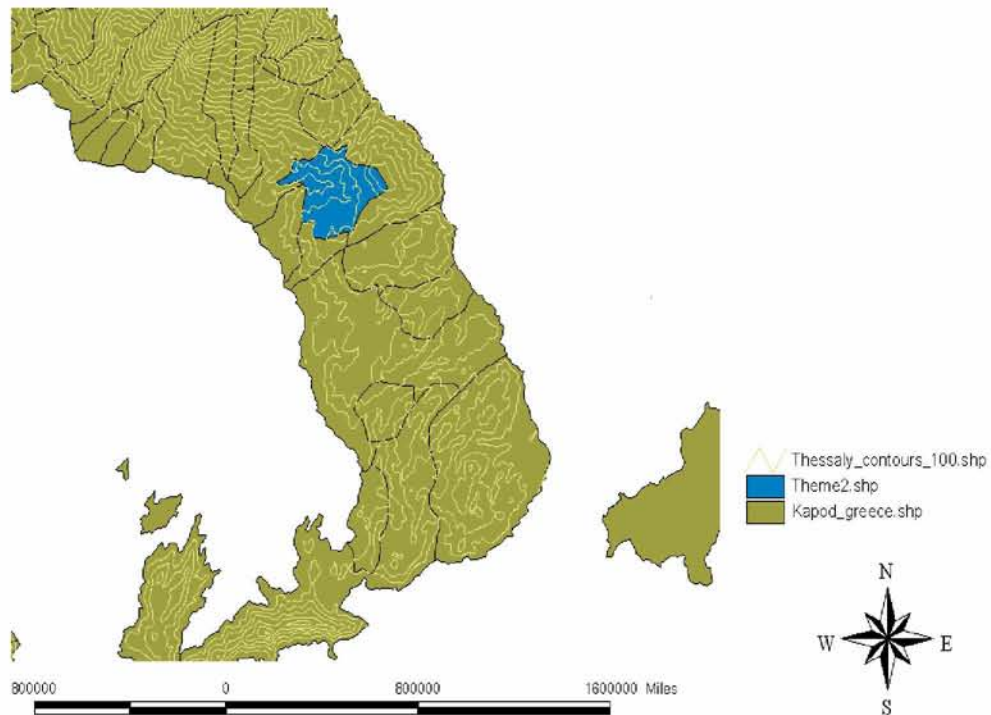 Thessaly_contours_100.shp
Theme2.shp
Kapod_greece.shp
N
W E
S
800000 0 800000 1600000 Miles